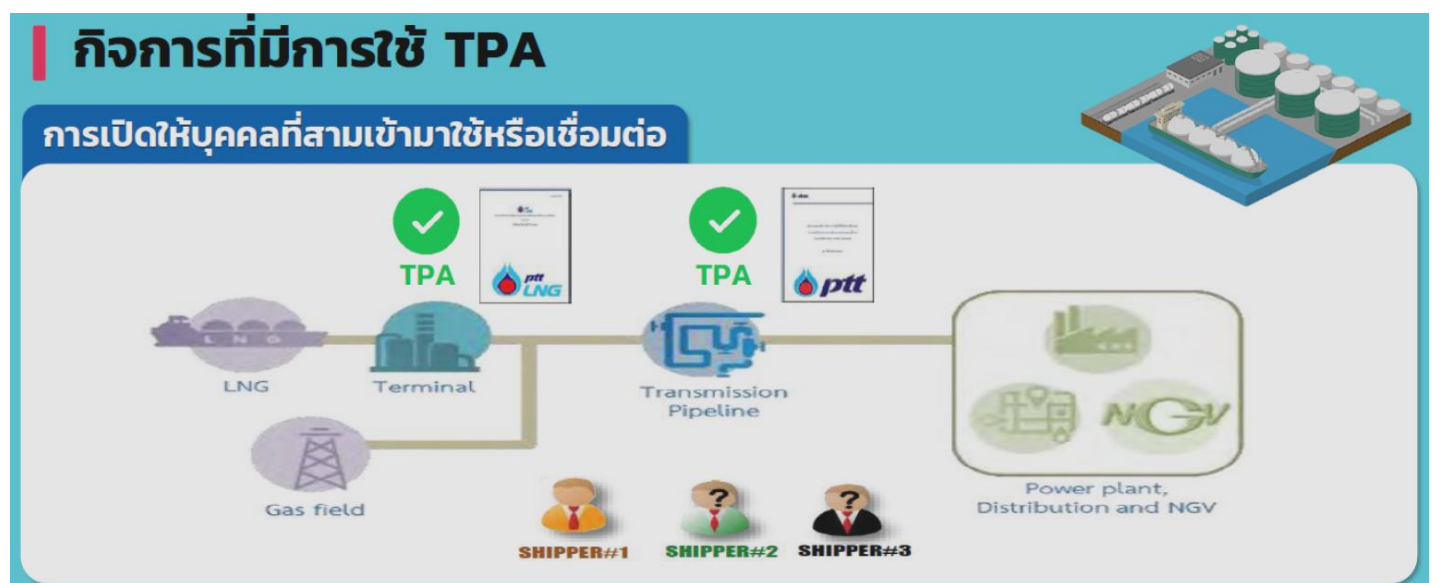 กิจการที่มีการใช้ TPA
การเปิดให้บุคคลที่สามเข้ามาใช้หรือเชื่อมต่อ
TPA
ptt
LNG
TPA
ptt
LNG
LNG
Terminal
Transmission
Pipeline
NGV
Gas field
Power plant,
Distribution and NGV
?
?
SHIPPER#1
SHIPPER#2
SHIPPER#3